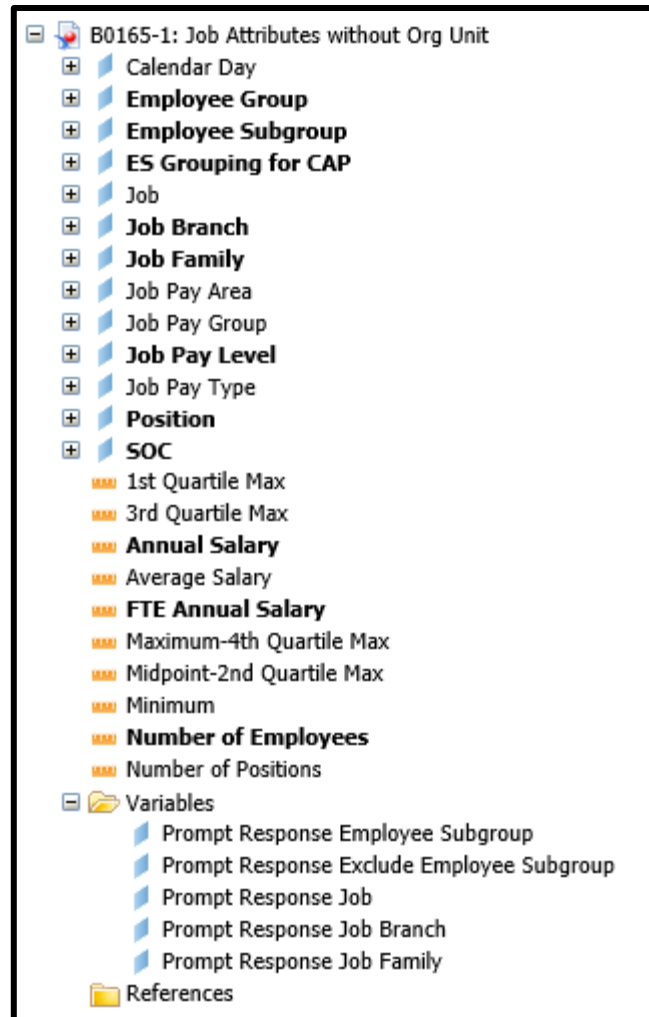 B0165-1: Job Attributes without Org Unit
Calendar Day
Employee Group
Employee Subgroup
ES Grouping for CAP
Job
Job Branch
Job Family
Job Pay Area
Job Pay Group
Job Pay Level
Job Pay Type
Position
SOC
1st Quartile Max
3rd Quartile Max
Annual Salary
Average Salary
FTE Annual Salary
Maximum-4th Quartile Max
Midpoint-2nd Quartile Max
Minimum
Number of Employees
Number of Positions
Variables
Prompt Response Employee Subgroup
Prompt Response Exclude Employee Subgroup
Prompt Response Job
Prompt Response Job Branch
Prompt Response Job Family
References